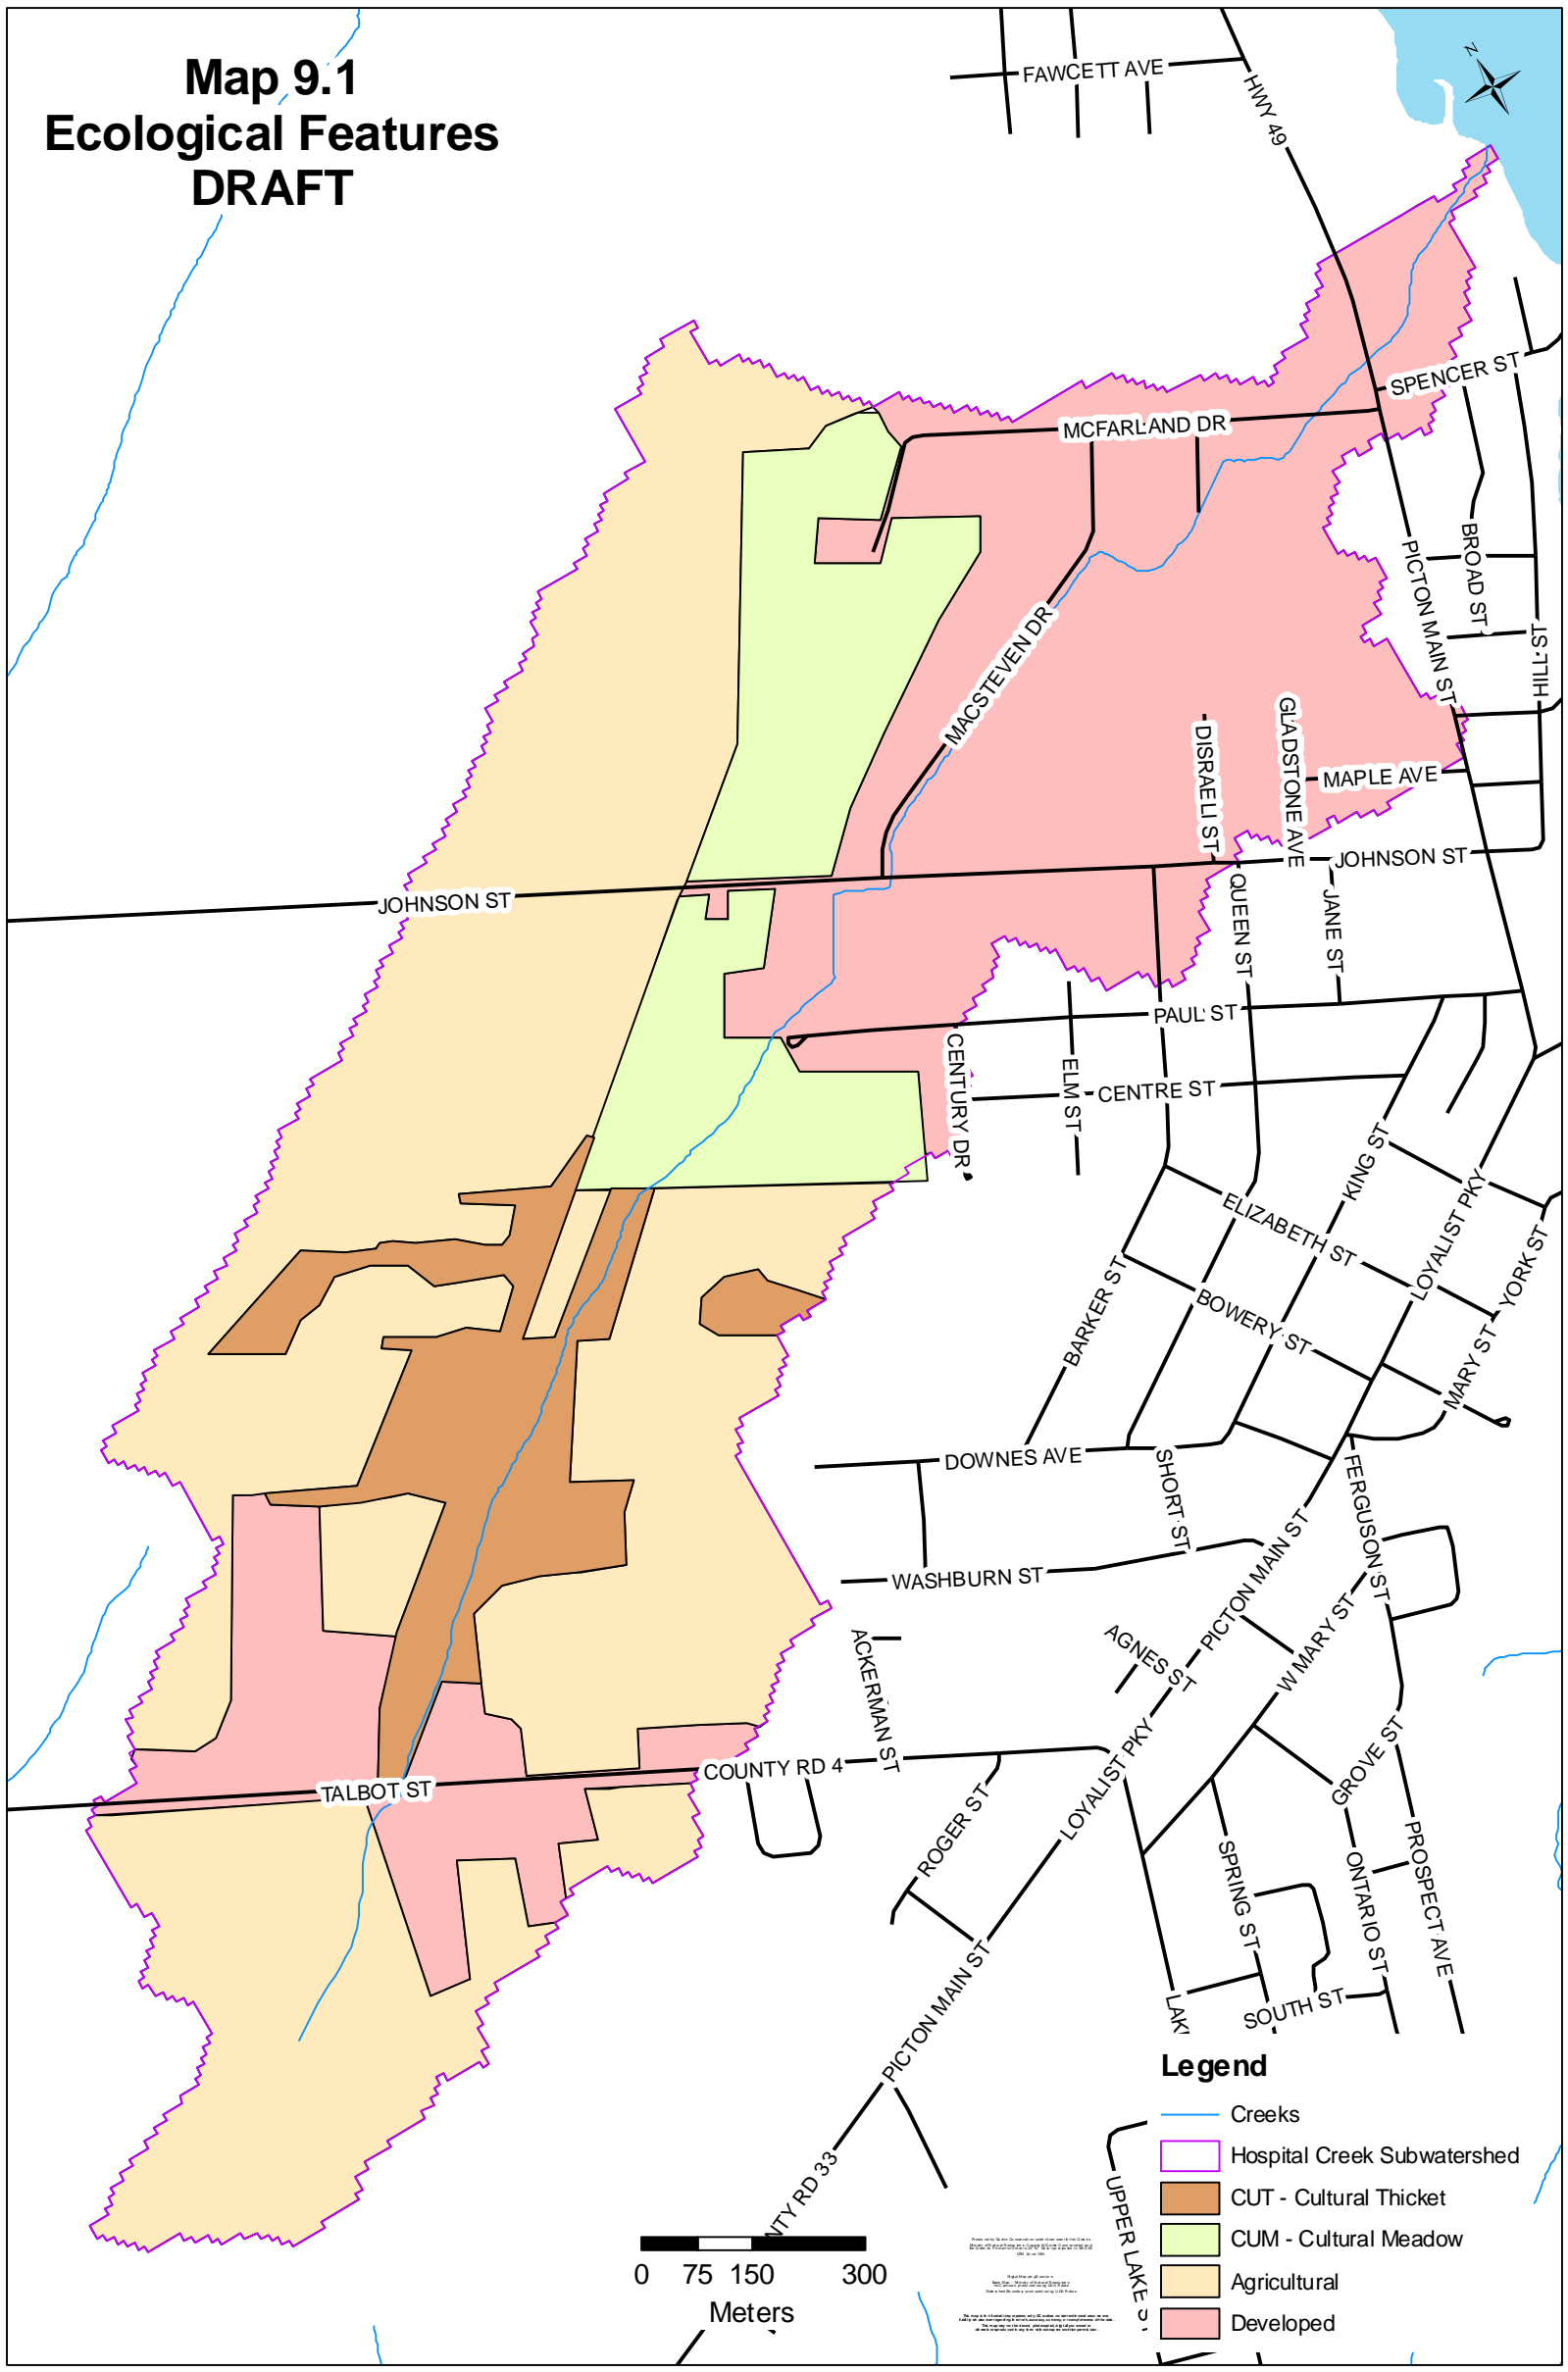 Map 9.1
Ecological Features
DRAFT
N
FAWCETT AVE
HWY 49
SPENCER ST
MCFARLAND DR
PICTON MAIN ST
BROAD ST
HILL ST
MACSTEVEN DR
DISRAELI ST
GLADSTONE AVE
MAPLE AVE
JOHNSON ST
JOHNSON ST
QUEEN ST
JANE ST
PAUL ST
CENTURY DR
ELM ST
CENTRE ST
KING ST
ELIZABETH ST
LOYALIST PKY
YORK ST
BARKER ST
BOWERY ST
MARY ST
DOWNES AVE
SHORT ST
FERGUSON ST
WASHBURN ST
PICTON MAIN ST
W MARY ST
AGNES ST
ACKERMAN ST
COUNTY RD 4
TALBOT ST
LOYALIST PKY
GROVE ST
ROGER ST
SPRING ST
ONTARIO ST
PROSPECT AVE
PICTON MAIN ST
SOUTH ST
LAK
NTY RD 33
UPPER LAKE S
Legend
Creeks
Hospital Creek Subwatershed
CUT - Cultural Thicket
CUM - Cultural Meadow
Agricultural
Developed
0 75 150 300
Meters